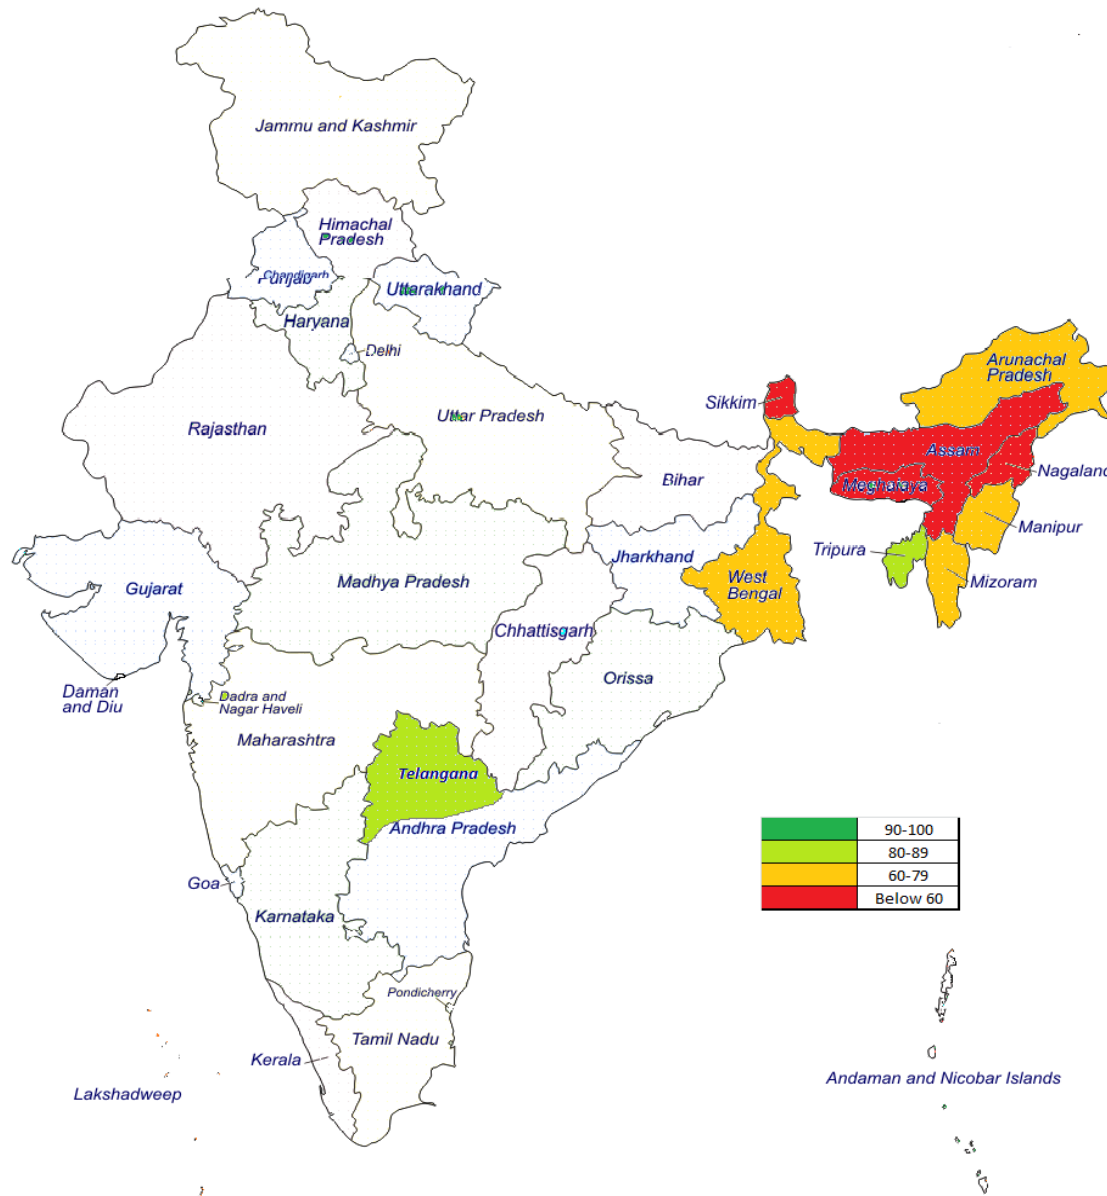 Jammu and Kashmir
Himachal
Pradesh
Chandigarh
Punjab
Uttarakhand
Haryana
Delhi
Arunachal
Pradesh
Sikkim
Uttar Pradesh
Rajasthan
Assam
Nagaland
Bihar
Meghalaya
Manipur
Tripura
Jharkhand
Mizoram
Madhya Pradesh
Gujarat
West
Bengal
Chhattisgarh
Orissa
Daman
and Diu
Dadra and
Nagar Haveli
Maharashtra
Telangana
Andhra Pradesh
90-100
80-89
60-79
Below 60
Goa
Karnataka
Pondicherry
Tamil Nadu
Kerala
Lakshadweep
Andaman and Nicobar Islands